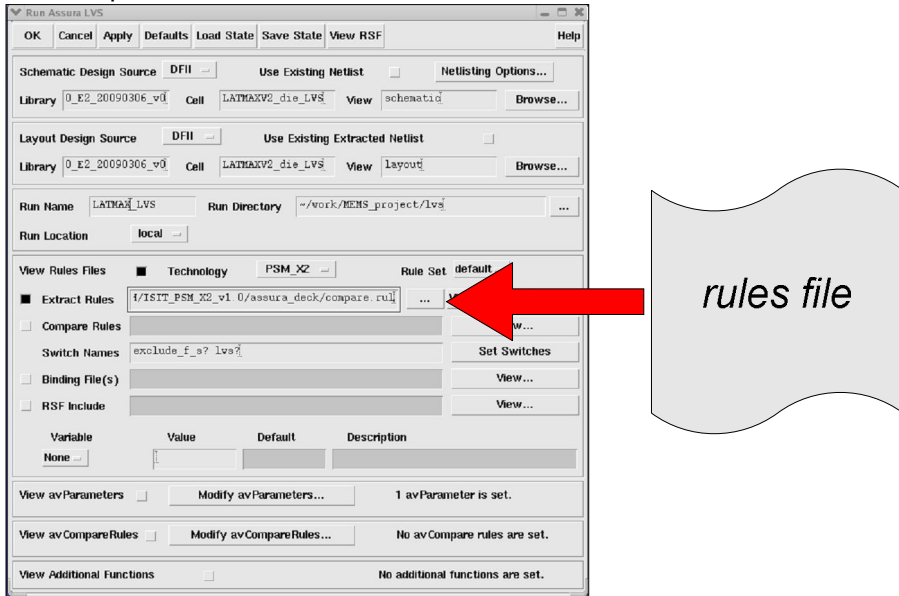 Run Assura LVS
OK Cancel Apply Defaults Load State Save State View RSF Help
Schematic Design Source DFII Use Existing Netlist Netlisting Options...
Library 0_E2_20090306_v0 Cell LATMAXV2_die_LVS View schematic Browse...
Layout Design Source DFII Use Existing Extracted Netlist
Library 0_E2_20090306_v0 Cell LATMAXV2_die_LVS View layout Browse...
Run Name LATMAX_LVS Run Directory ~/work/MEMS_project/lvs ...
Run Location local
View Rules Files Technology PSM_X2 Rule Set default
Extract Rules /ISIT_PSM_X2_v1.0/assura_deck/compare.rul ...
rules file
Compare Rules
Switch Names exclude_f_s? lvs? Set Switches
Binding File(s) View...
RSF Include View...
Variable Value Default Description
None
View avParameters Modify avParameters... 1 avParameter is set.
View avCompareRules Modify avCompareRules... No avCompare rules are set.
View Additional Functions No additional functions are set.